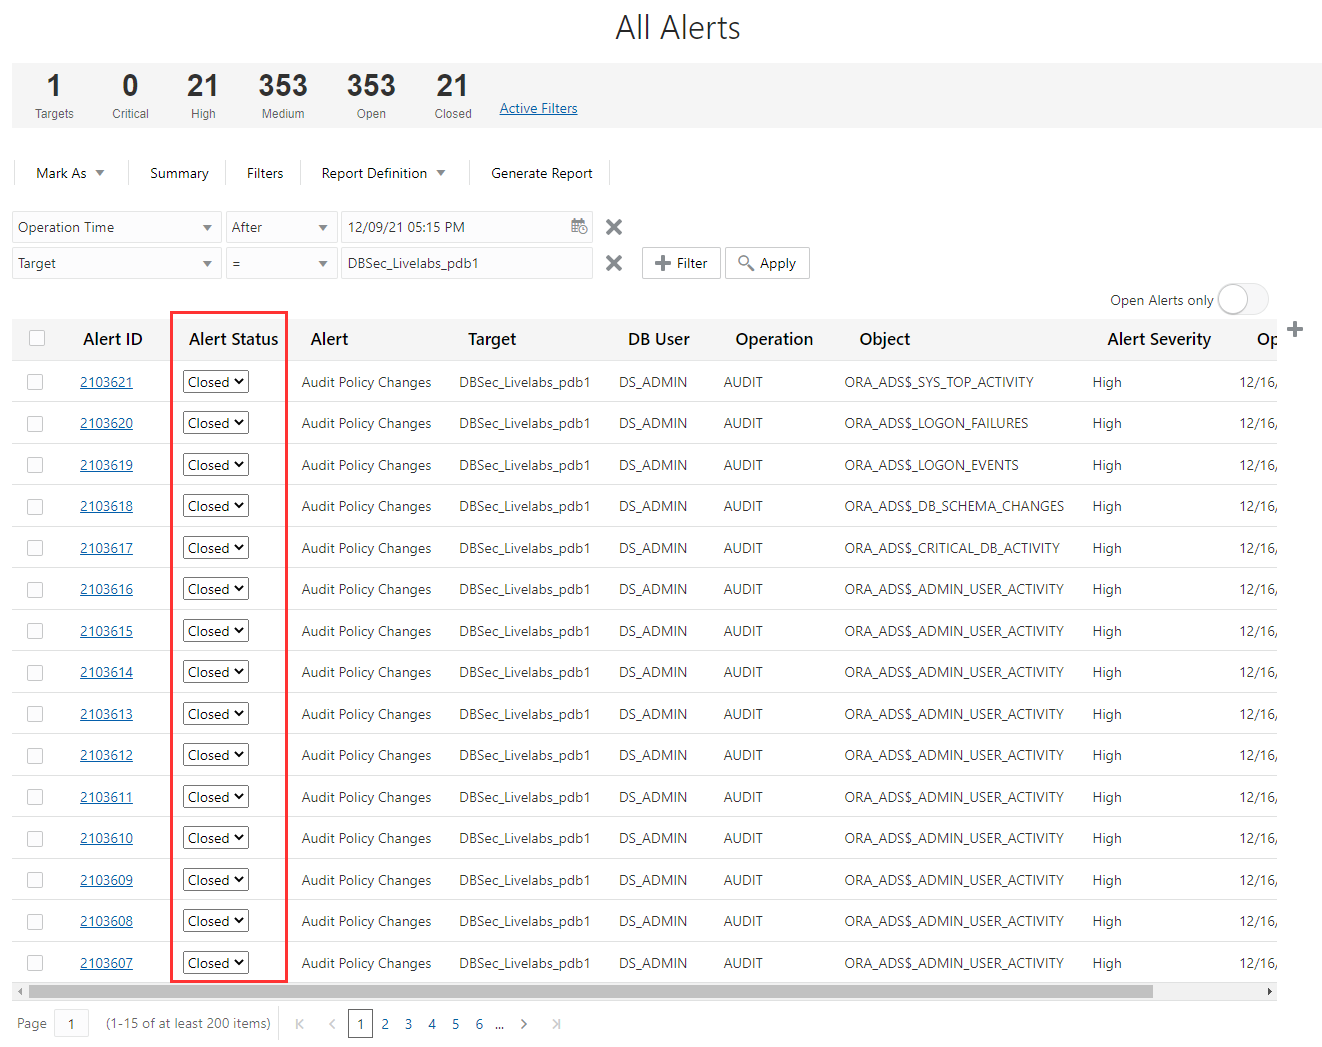 All Alerts
1 0 21 353 353 21
Targets Critical High Medium Open Closed Active Filters
Mark As Summary Filters Report Definition Generate Report
Operation Time After 12/09/21 05:15 PM
Target = DBSec_Livelabs_pdb1 Filter Apply
Open Alerts only
Alert ID Alert Status Alert Target DB User Operation Object Alert Severity Op
2103621 Closed Audit Policy Changes DBSec_Livelabs_pdb1 DS_ADMIN AUDIT ORA_ADS$_SYS_TOP_ACTIVITY High 12/16/
2103620 Closed Audit Policy Changes DBSec_Livelabs_pdb1 DS_ADMIN AUDIT ORA_ADS$_LOGON_FAILURES High 12/16/
2103619 Closed Audit Policy Changes DBSec_Livelabs_pdb1 DS_ADMIN AUDIT ORA_ADS$_LOGON_EVENTS High 12/16/
2103618 Closed Audit Policy Changes DBSec_Livelabs_pdb1 DS_ADMIN AUDIT ORA_ADS$_DB_SCHEMA_CHANGES High 12/16/
2103617 Closed Audit Policy Changes DBSec_Livelabs_pdb1 DS_ADMIN AUDIT ORA_ADS$_CRITICAL_DB_ACTIVITY High 12/16/
2103616 Closed Audit Policy Changes DBSec_Livelabs_pdb1 DS_ADMIN AUDIT ORA_ADS$_ADMIN_USER_ACTIVITY High 12/16/
2103615 Closed Audit Policy Changes DBSec_Livelabs_pdb1 DS_ADMIN AUDIT ORA_ADS$_ADMIN_USER_ACTIVITY High 12/16/
2103614 Closed Audit Policy Changes DBSec_Livelabs_pdb1 DS_ADMIN AUDIT ORA_ADS$_ADMIN_USER_ACTIVITY High 12/16/
2103613 Closed Audit Policy Changes DBSec_Livelabs_pdb1 DS_ADMIN AUDIT ORA_ADS$_ADMIN_USER_ACTIVITY High 12/16/
2103612 Closed Audit Policy Changes DBSec_Livelabs_pdb1 DS_ADMIN AUDIT ORA_ADS$_ADMIN_USER_ACTIVITY High 12/16/
2103611 Closed Audit Policy Changes DBSec_Livelabs_pdb1 DS_ADMIN AUDIT ORA_ADS$_ADMIN_USER_ACTIVITY High 12/16/
2103610 Closed Audit Policy Changes DBSec_Livelabs_pdb1 DS_ADMIN AUDIT ORA_ADS$_ADMIN_USER_ACTIVITY High 12/16/
2103609 Closed Audit Policy Changes DBSec_Livelabs_pdb1 DS_ADMIN AUDIT ORA_ADS$_ADMIN_USER_ACTIVITY High 12/16/
2103608 Closed Audit Policy Changes DBSec_Livelabs_pdb1 DS_ADMIN AUDIT ORA_ADS$_ADMIN_USER_ACTIVITY High 12/16/
2103607 Closed Audit Policy Changes DBSec_Livelabs_pdb1 DS_ADMIN AUDIT ORA_ADS$_ADMIN_USER_ACTIVITY High 12/16/
Page 1 (1-15 of at least 200 items) 1 2 3 4 5 6 ...